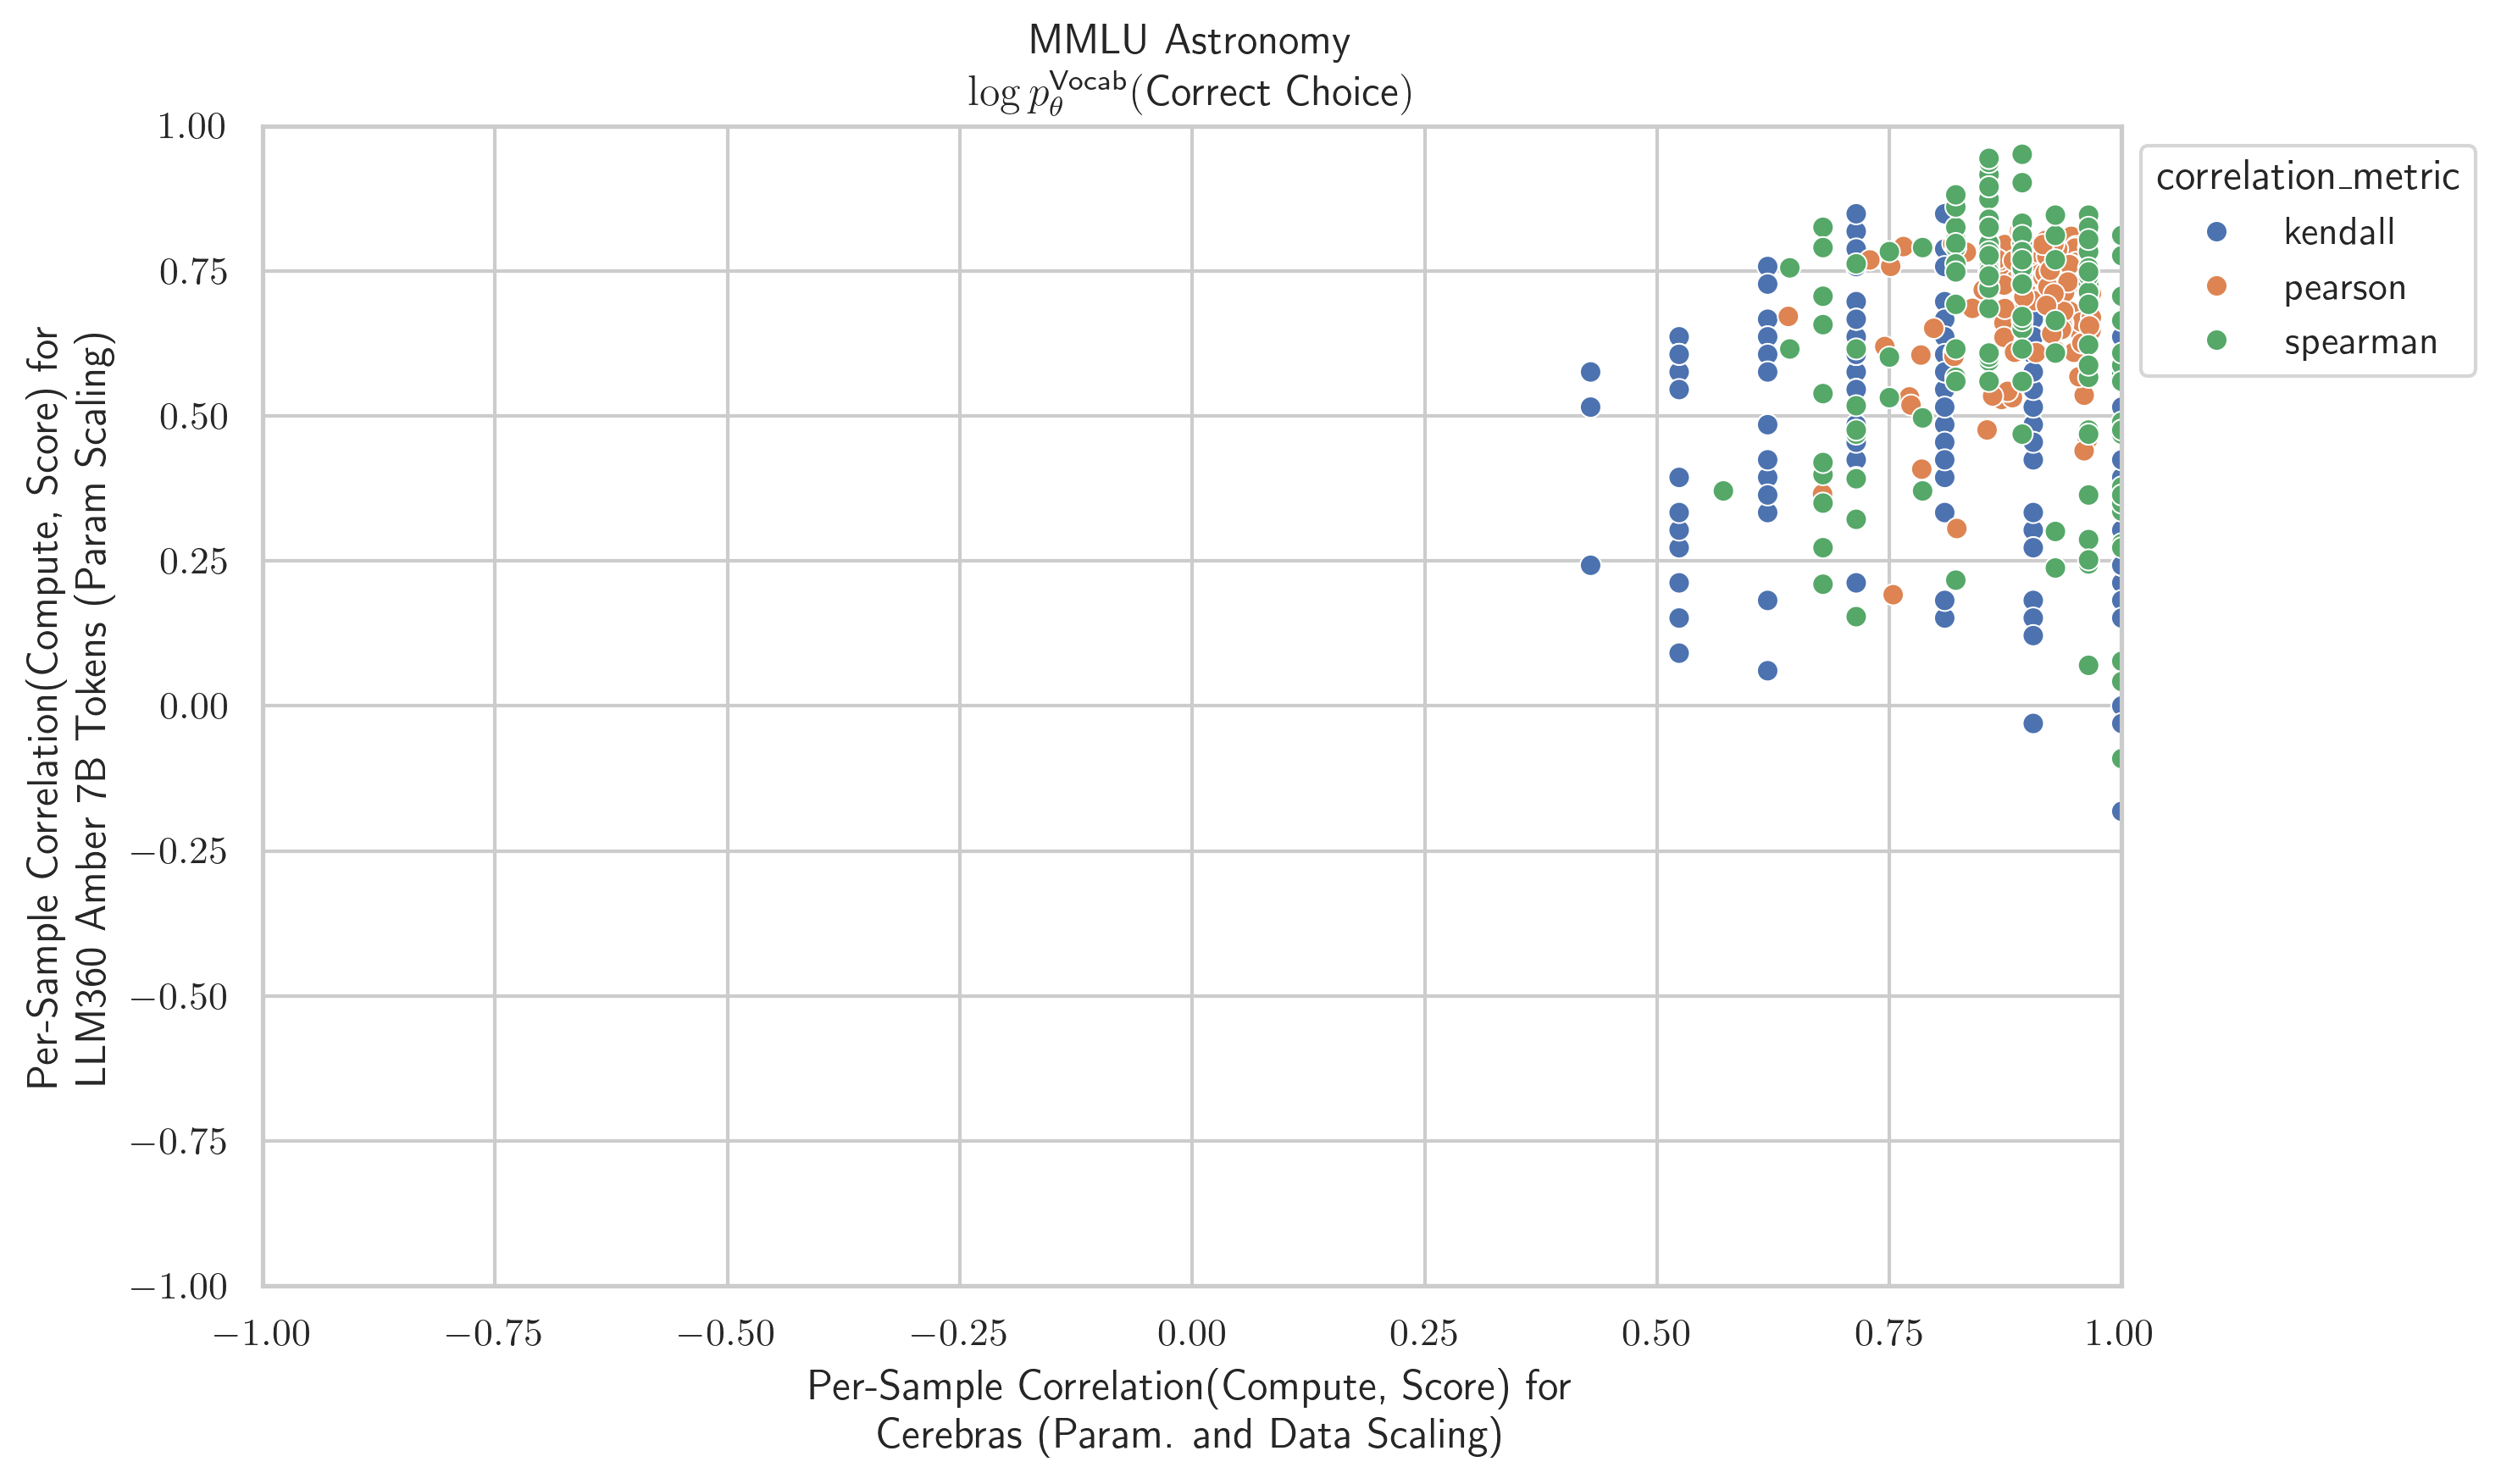 MMLU Astronomy
log p_θ^Vocab(Correct Choice)
Per-Sample Correlation(Compute, Score) for
LLM360 Amber 7B Tokens (Param Scaling)
1.00
0.75
0.50
0.25
0.00
−0.25
−0.50
−0.75
−1.00
−1.00 −0.75 −0.50 −0.25 0.00 0.25 0.50 0.75 1.00
Per-Sample Correlation(Compute, Score) for
Cerebras (Param. and Data Scaling)
correlation_metric
kendall
pearson
spearman